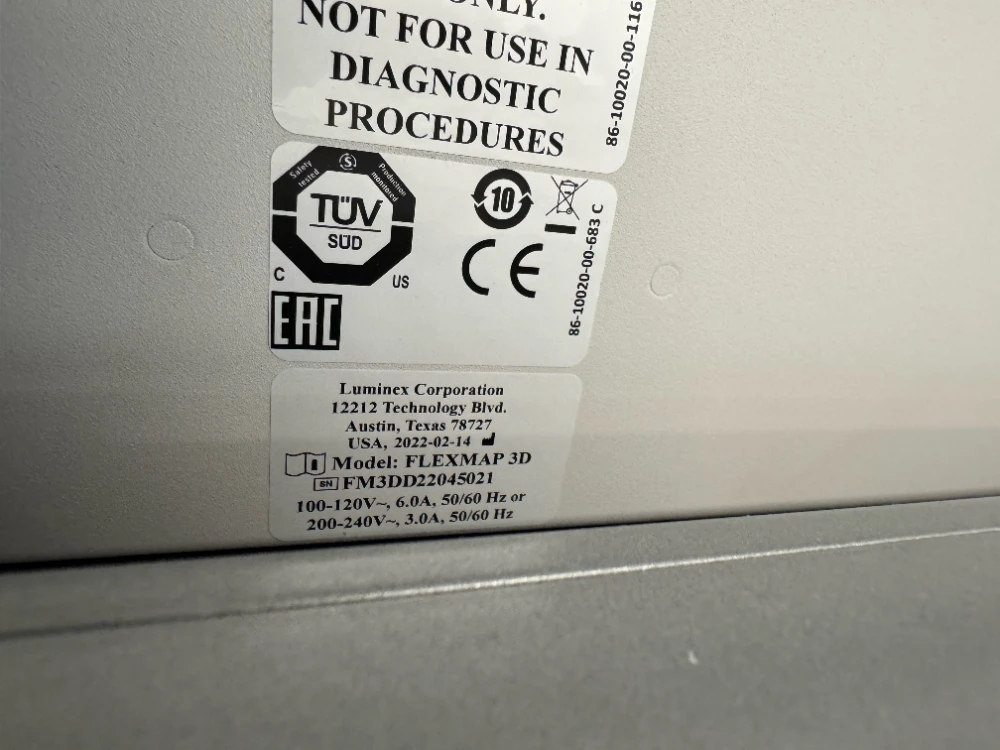 ONLY.
NOT FOR USE IN
DIAGNOSTIC
PROCEDURES
86-10020-00-116
Safety tested
S
Production monitored
TÜV
SÜD
C
US
10
CE
EAC
86-10020-00-683 C
Luminex Corporation
12212 Technology Blvd.
Austin, Texas 78727
USA, 2022-02-14
Model: FLEXMAP 3D
SN FM3DD22045021
100-120V~, 6.0A, 50/60 Hz or
200-240V~, 3.0A, 50/60 Hz